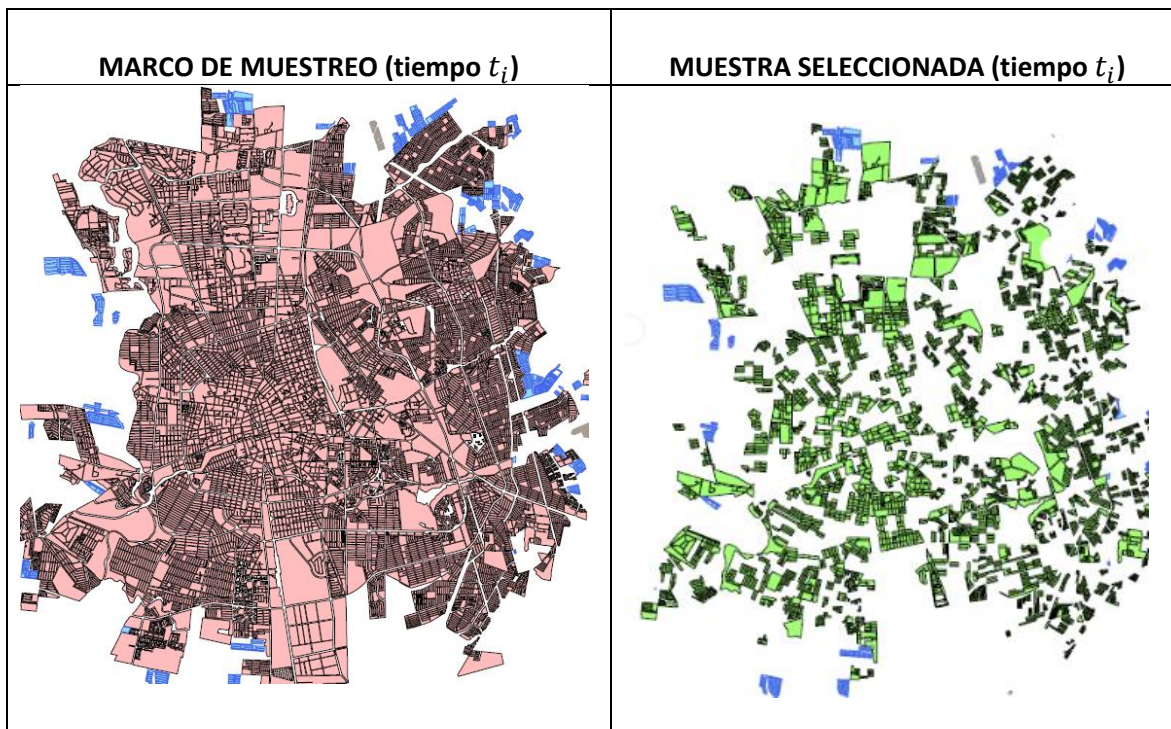 MARCO DE MUESTREO (tiempo 𝑡𝑖)
MUESTRA SELECCIONADA (tiempo 𝑡𝑖)